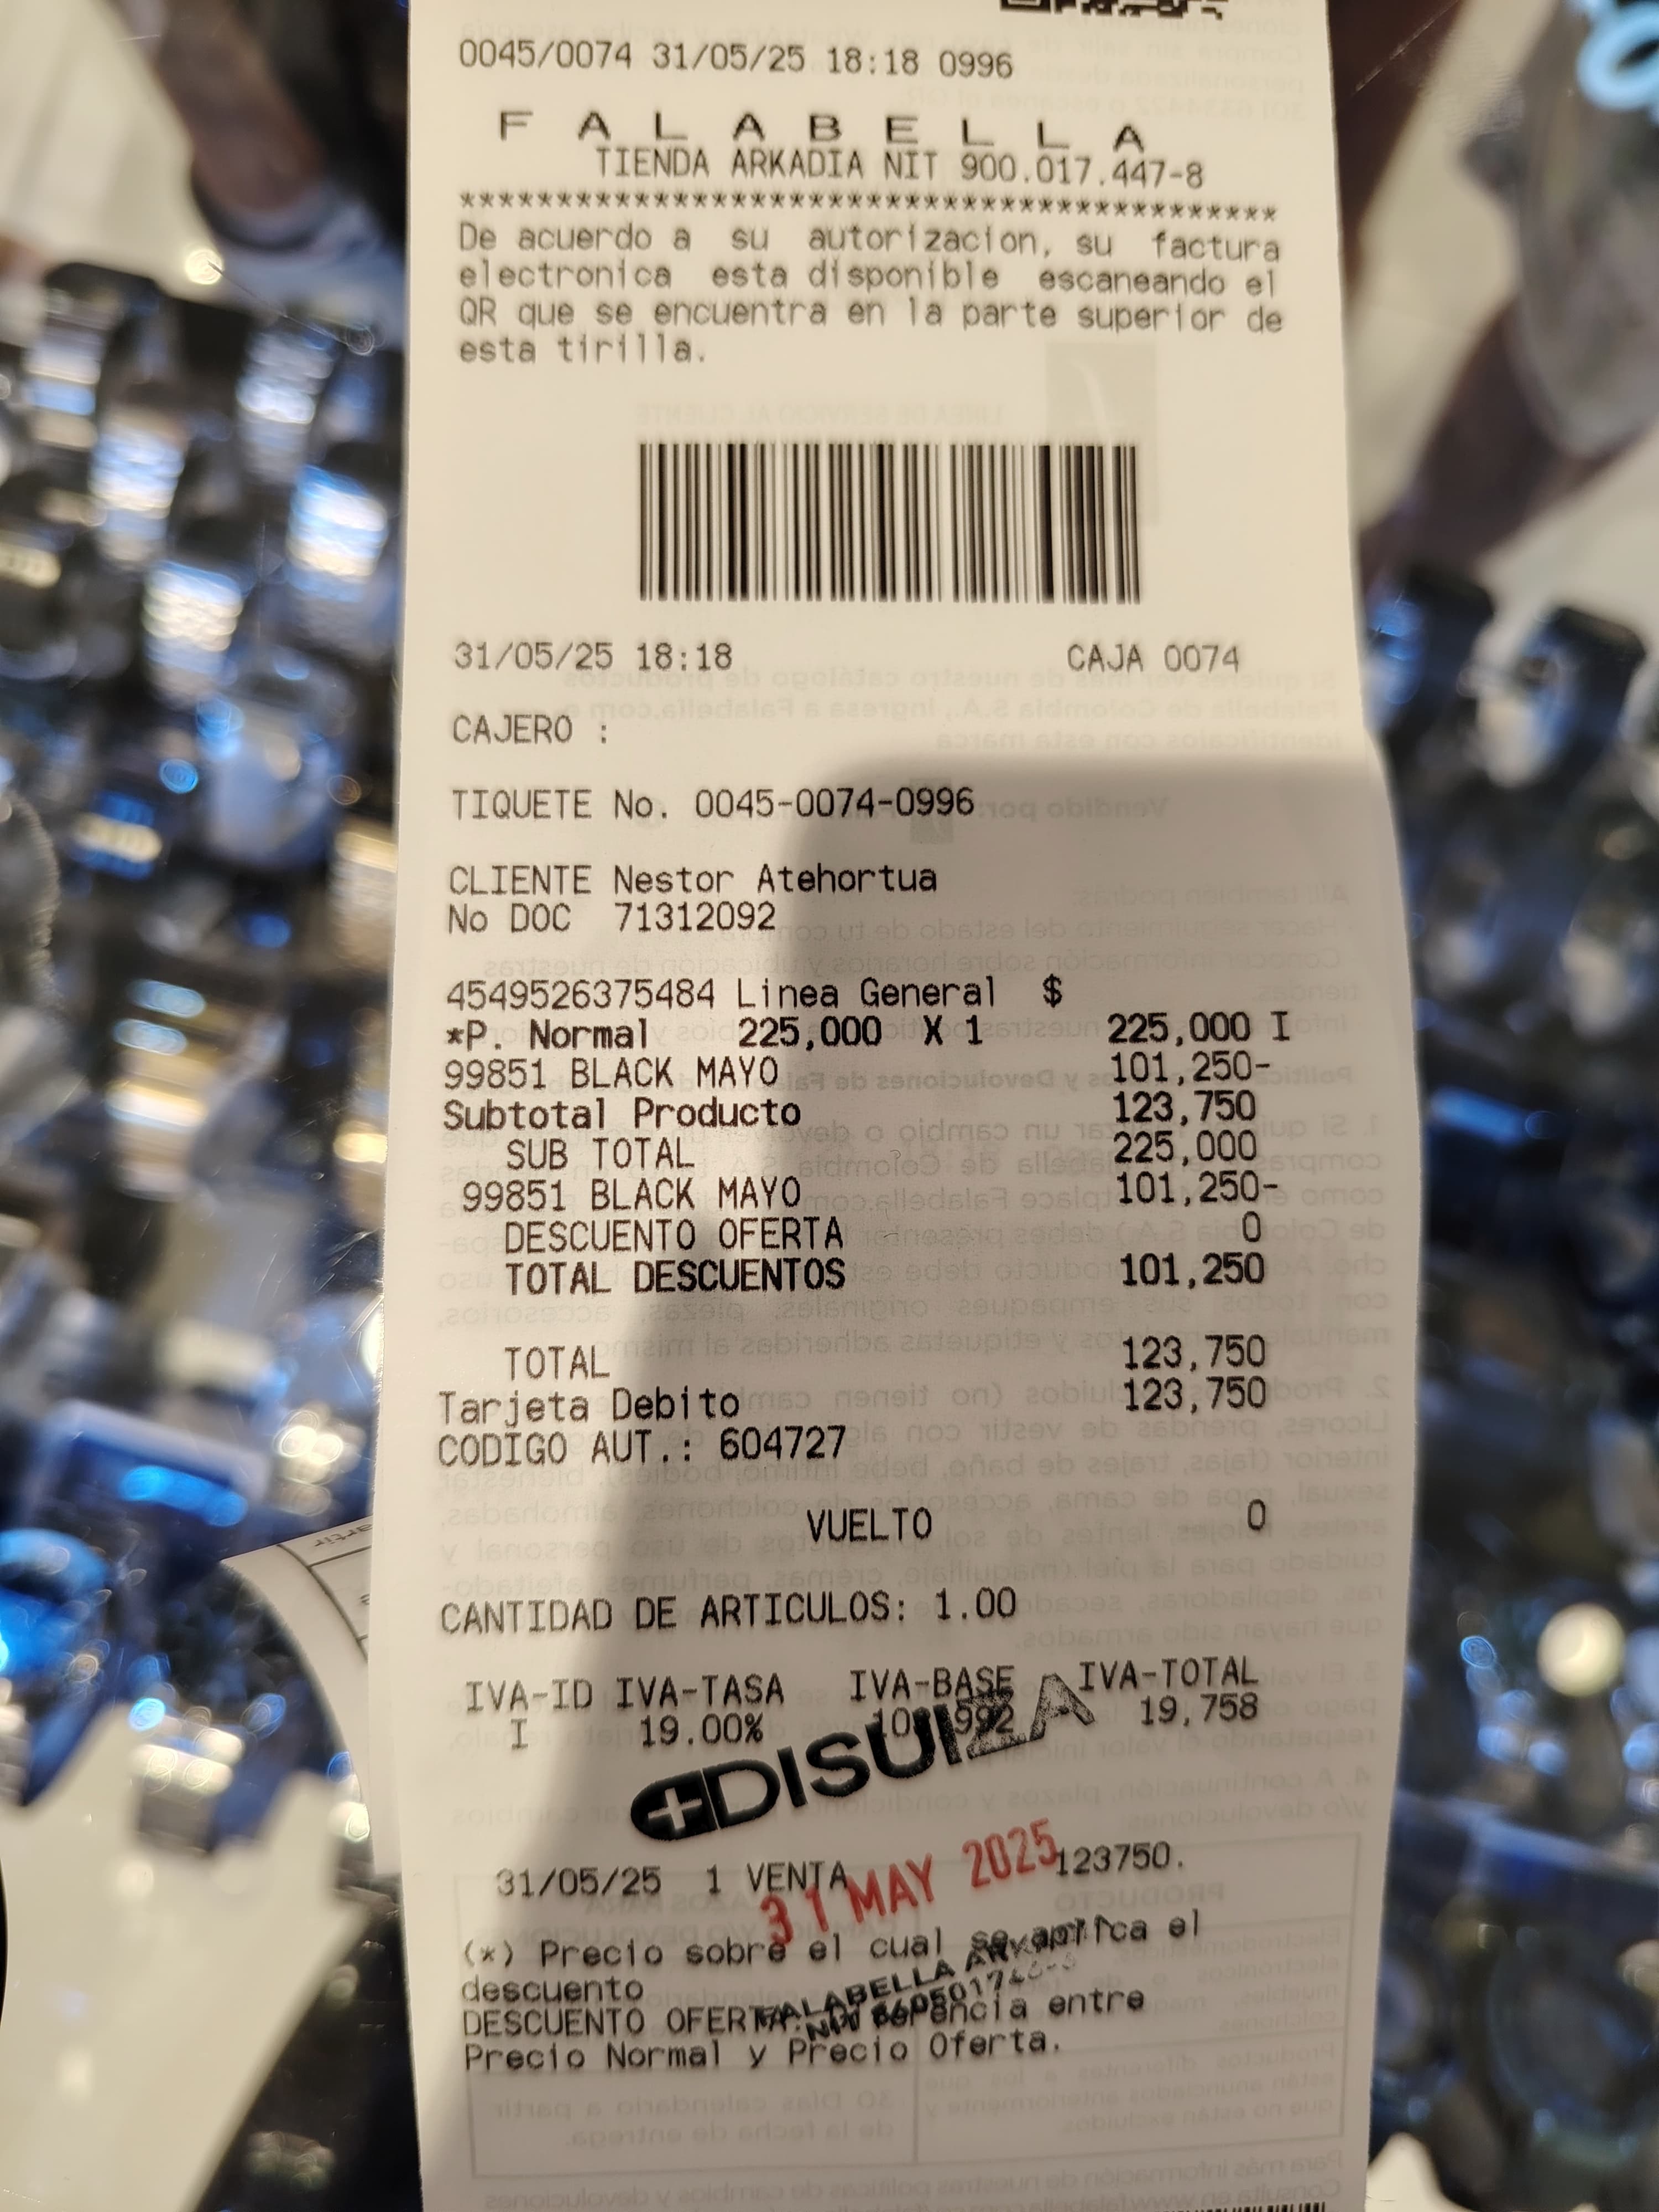 0045/0074 31/05/25 18:18 0996
FALABELLA
TIENDA ARKADIA NIT 900.017.447-8
******************************************
De acuerdo a su autorizacion, su factura
electronica esta disponible escaneando el
QR que se encuentra en la parte superior de
esta tirilla.
31/05/25 18:18 CAJA 0074
CAJERO :
TIQUETE No. 0045-0074-0996
CLIENTE Nestor Atehortua
No DOC 71312092
4549526375484 Linea General $
*P. Normal 225,000 X 1 225,000 I
99851 BLACK MAYO 101,250-
Subtotal Producto 123,750
SUB TOTAL 225,000
99851 BLACK MAYO 101,250-
DESCUENTO OFERTA 0
TOTAL DESCUENTOS 101,250
TOTAL 123,750
Tarjeta Debito 123,750
CODIGO AUT.: 604727
VUELTO 0
CANTIDAD DE ARTICULOS: 1.00
IVA-ID IVA-TASA IVA-BASE IVA-TOTAL
I 19.00% 19,758
DISUIZA
31/05/25 1 VENTA 123750.
31 MAY 2025
(*) Precio sobre el cual se aplica el
descuento
FALABELLA
DESCUENTO OFERTA: Diferencia entre
Precio Normal y Precio Oferta.